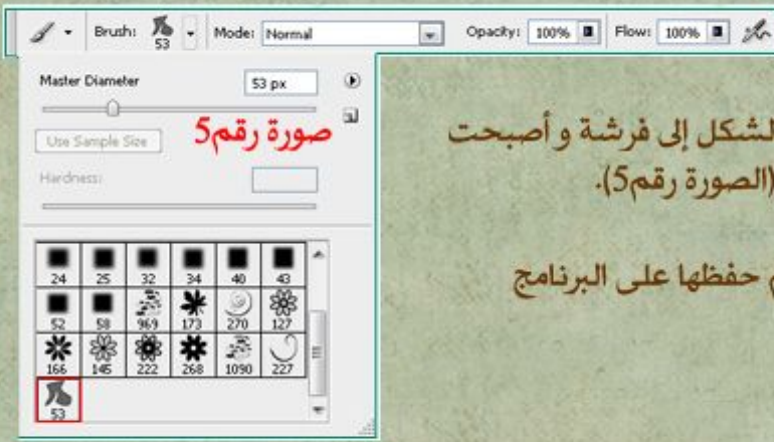 Brush: 53 Mode: Normal Opacity: 100% Flow: 100%
Master Diameter 53 px
Use Sample Size
صورة رقم5
Hardness:
24 25 32 34 40 43
52 58 969 173 270 127
166 145 222 268 1090 227
53
لشكل إلى فرشة و أصبحت
(الصورة رقم5).
حفظها على البرنامج